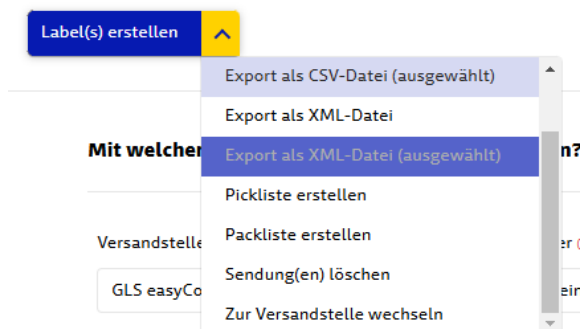 Label(s) erstellen
Export als CSV-Datei (ausgewählt)
Export als XML-Datei
Mit welchen
Export als XML-Datei (ausgewählt)
n?
Pickliste erstellen
Versandstelle
Packliste erstellen
er (
Sendung(en) löschen
GLS easyCo
ein
Zur Versandstelle wechseln